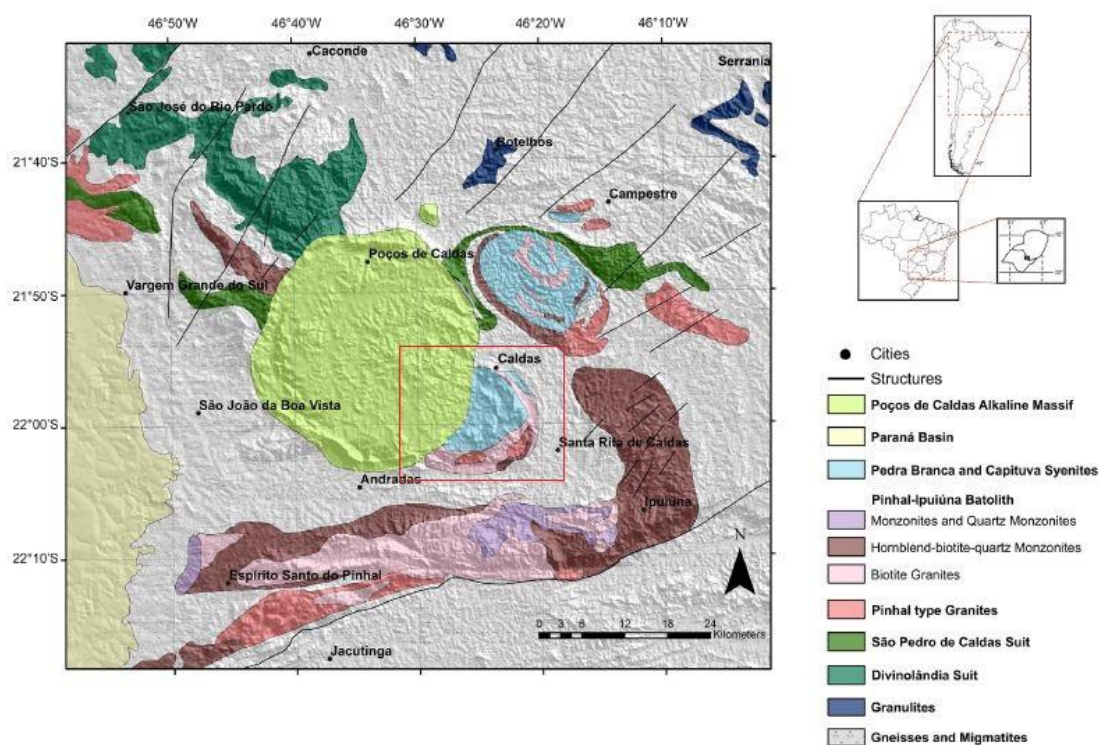 46°50'W 46°40'W 46°30'W 46°20'W 46°10'W
Caconde
Serrania
São José do Rio Pardo
Botelhos
21°40'S
Campestre
Poços de Caldas
Vargem Grande do Sul
21°50'S
Caldas
São João da Boa Vista
22°00'S
Santa Rita de Caldas
Andradas
Ipuiúna
N
22°10'S
Espírito Santo do Pinhal
0 3 6 12 18 24
Kilometers
Jacutinga
Cities
Structures
Poços de Caldas Alkaline Massif
Paraná Basin
Pedra Branca and Capituva Syenites
Pinhal-Ipuiúna Batolith
Monzonites and Quartz Monzonites
Hornblend-biotite-quartz Monzonites
Biotite Granites
Pinhal type Granites
São Pedro de Caldas Suit
Divinolândia Suit
Granulites
Gneisses and Migmatites